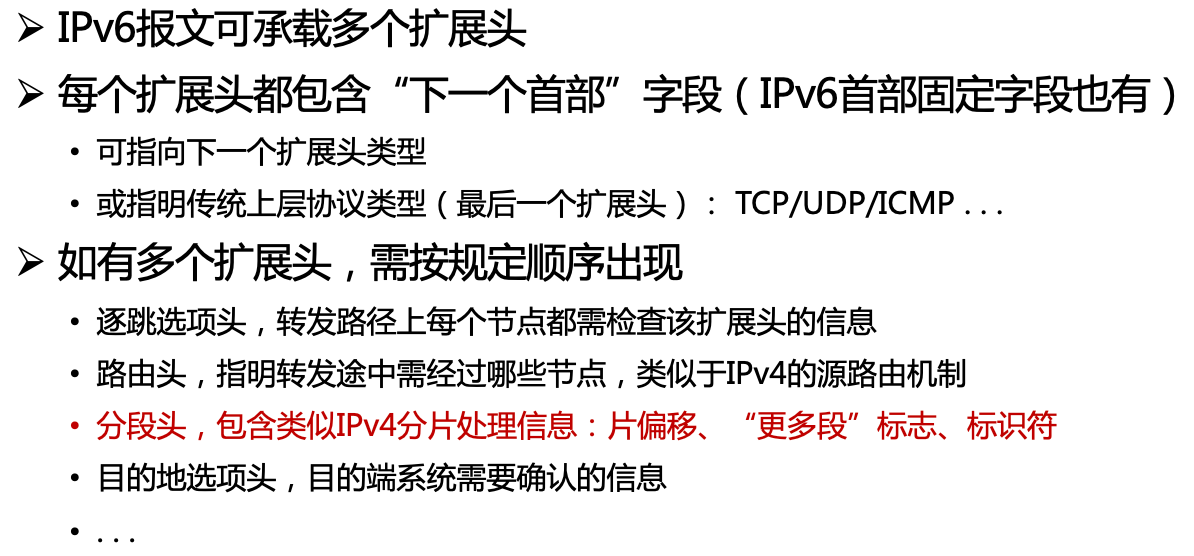 ➢ IPv6报文可承载多个扩展头
➢ 每个扩展头都包含“下一个首部”字段（IPv6首部固定字段也有）
• 可指向下一个扩展头类型
• 或指明传统上层协议类型（最后一个扩展头）：TCP/UDP/ICMP . . .
➢ 如有多个扩展头，需按规定顺序出现
• 逐跳选项头，转发路径上每个节点都需检查该扩展头的信息
• 路由头，指明转发途中需经过哪些节点，类似于IPv4的源路由机制
• 分段头，包含类似IPv4分片处理信息：片偏移、“更多段”标志、标识符
• 目的地选项头，目的端系统需要确认的信息
• . . .